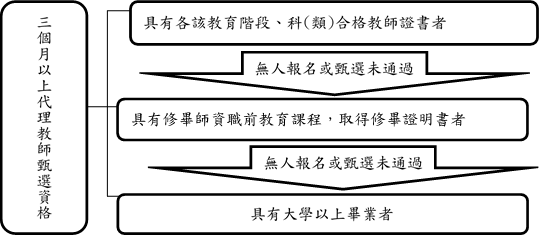 三個月以上代理教師甄選資格
具有各該教育階段、科(類)合格教師證書者
無人報名或甄選未通過
具有修畢師資職前教育課程，取得修畢證明書者
無人報名或甄選未通過
具有大學以上畢業者